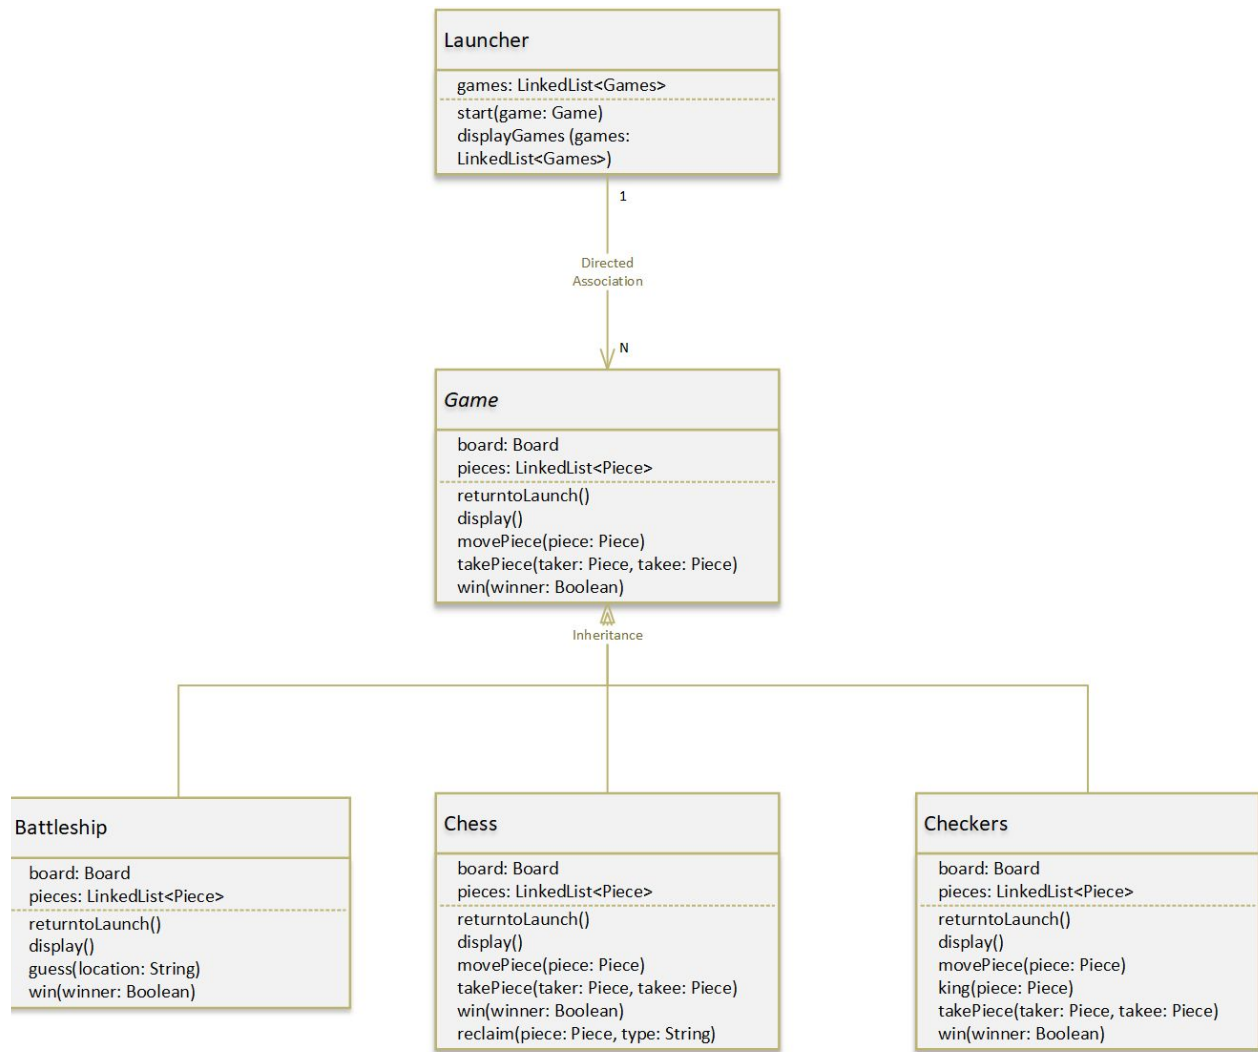 Launcher
games: LinkedList<Games>
start(game: Game)
displayGames (games:
LinkedList<Games>)
1
Directed
Association
N
Game
board: Board
pieces: LinkedList<Piece>
returntoLaunch()
display()
movePiece(piece: Piece)
takePiece(taker: Piece, takee: Piece)
win(winner: Boolean)
Inheritance
Battleship
board: Board
pieces: LinkedList<Piece>
returntoLaunch()
display()
guess(location: String)
win(winner: Boolean)
Chess
board: Board
pieces: LinkedList<Piece>
returntoLaunch()
display()
movePiece(piece: Piece)
takePiece(taker: Piece, takee: Piece)
win(winner: Boolean)
reclaim(piece: Piece, type: String)
Checkers
board: Board
pieces: LinkedList<Piece>
returntoLaunch()
display()
movePiece(piece: Piece)
king(piece: Piece)
takePiece(taker: Piece, takee: Piece)
win(winner: Boolean)